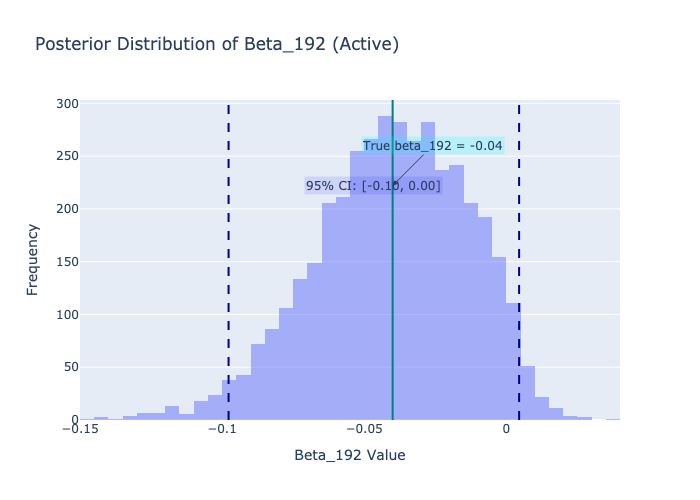 Posterior Distribution of Beta_192 (Active)
300
250
200
150
100
50
0
Frequency
True beta_192 = -0.04
95% CI: [-0.10, 0.00]
−0.15
−0.1
−0.05
0
Beta_192 Value